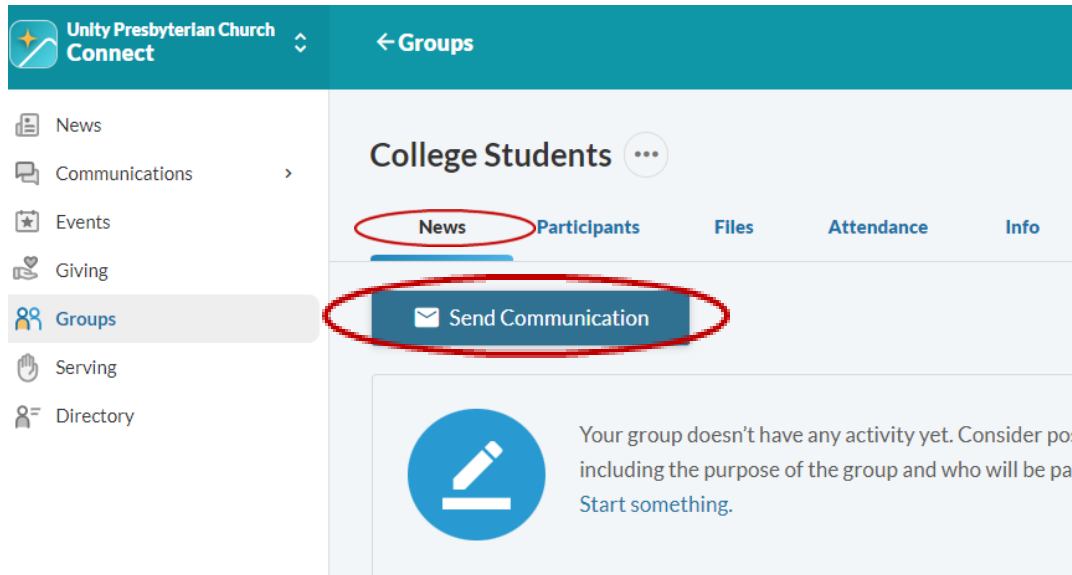 Unity Presbyterian Church
Connect
←Groups
News
Communications
Events
Giving
Groups
Serving
Directory
College Students
News Participants Files Attendance Info
Send Communication
Your group doesn’t have any activity yet. Consider
including the purpose of the group and who will be
Start something.